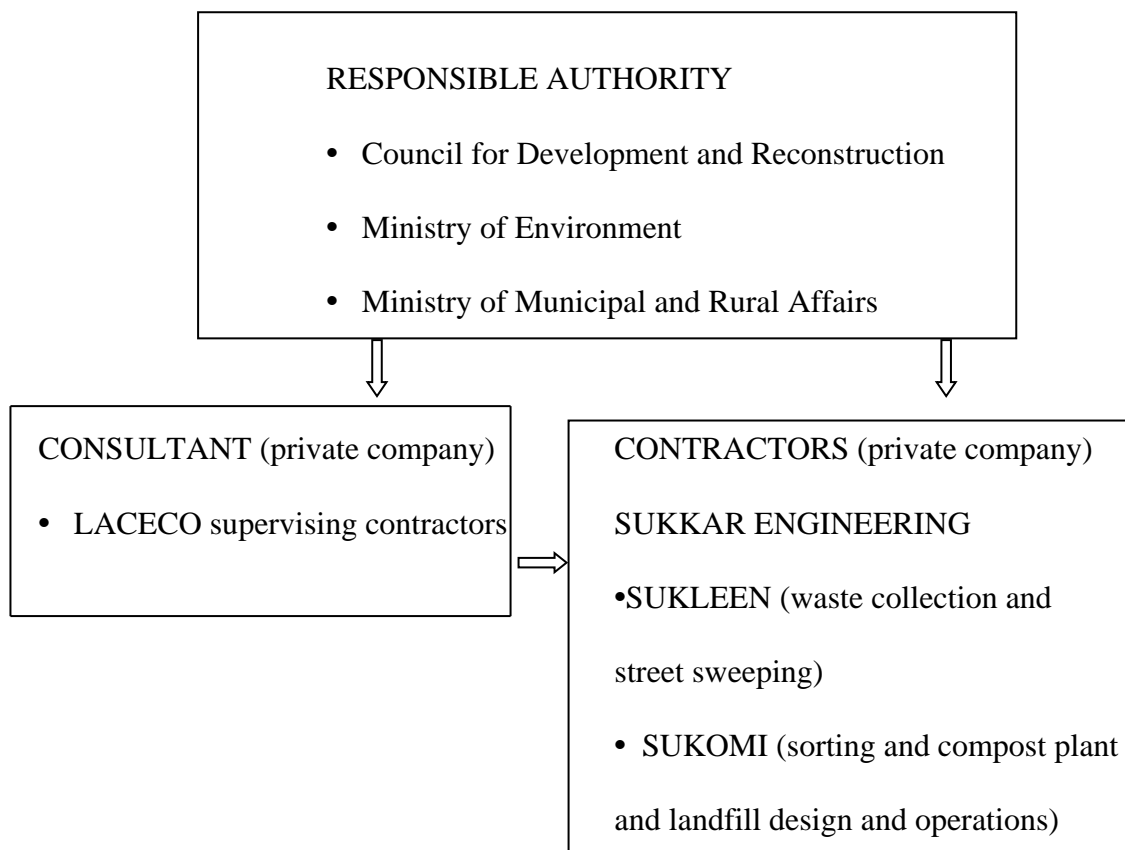 RESPONSIBLE AUTHORITY
• Council for Development and Reconstruction
• Ministry of Environment
• Ministry of Municipal and Rural Affairs
CONSULTANT (private company)
• LACECO supervising contractors
CONTRACTORS (private company)
SUKKAR ENGINEERING
•SUKLEEN (waste collection and
street sweeping)
• SUKOMI (sorting and compost plant
and landfill design and operations)